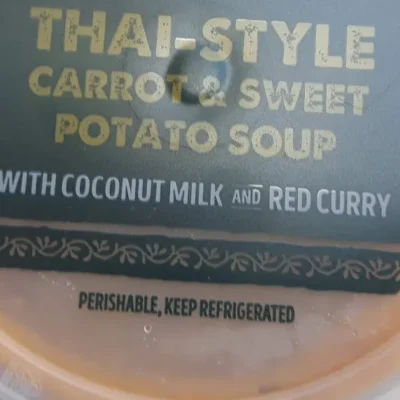 THAI-STYLE
CARROT & SWEET
POTATO SOUP
WITH COCONUT MILK AND RED CURRY
PERISHABLE, KEEP REFRIGERATED